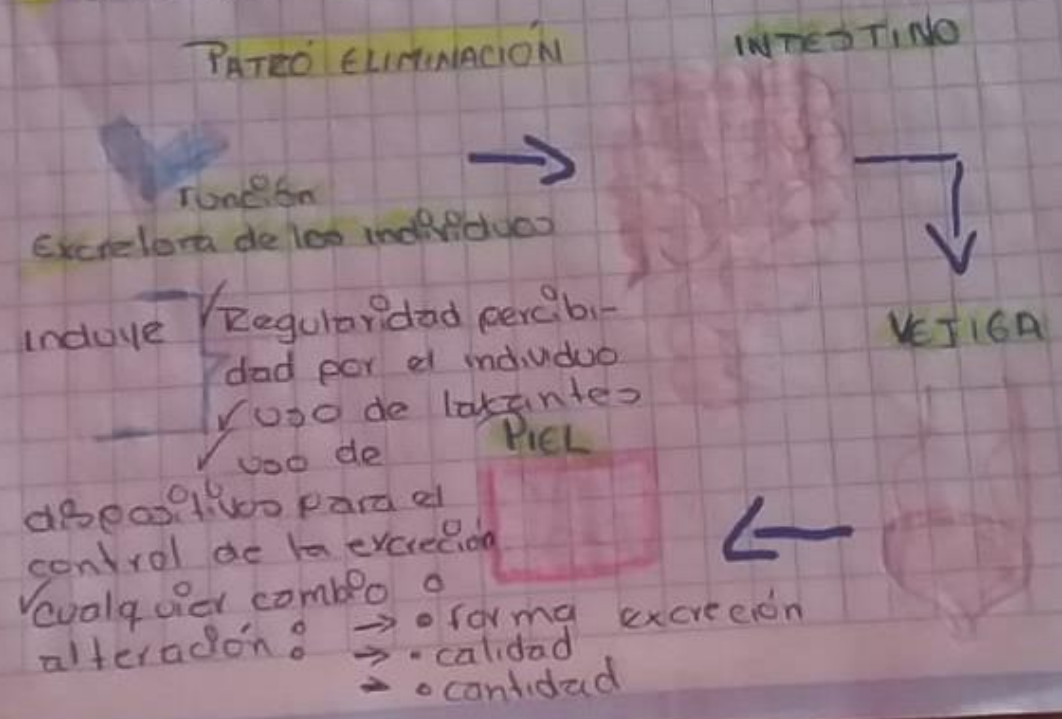 PATRÓ ELIMINACIÓN
INTESTINO
Función
Excretora de los individuos
incluye ✓ Regularidad percibi-
dad por el individuo
✓ uso de laxantes
PIEL
✓ uso de
dispositivos para el
control de la excreción
✓ cualquier cambio o
alteración: → • forma excreción
→ • calidad
→ • cantidad
VEJIGA